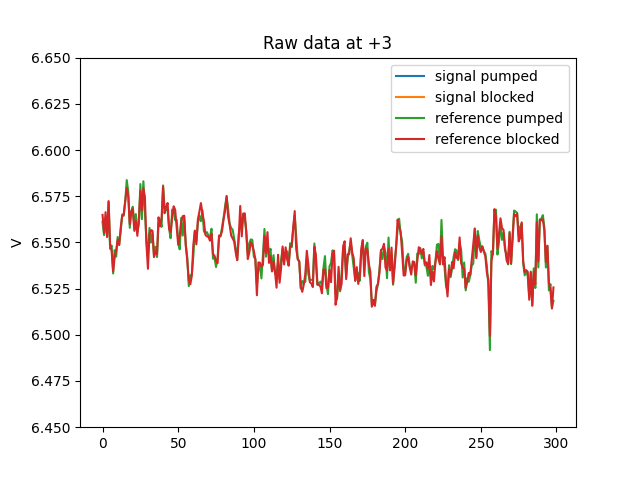 Raw data at +3
signal pumped
signal blocked
reference pumped
reference blocked
V
6.650
6.625
6.600
6.575
6.550
6.525
6.500
6.475
6.450
0 50 100 150 200 250 300